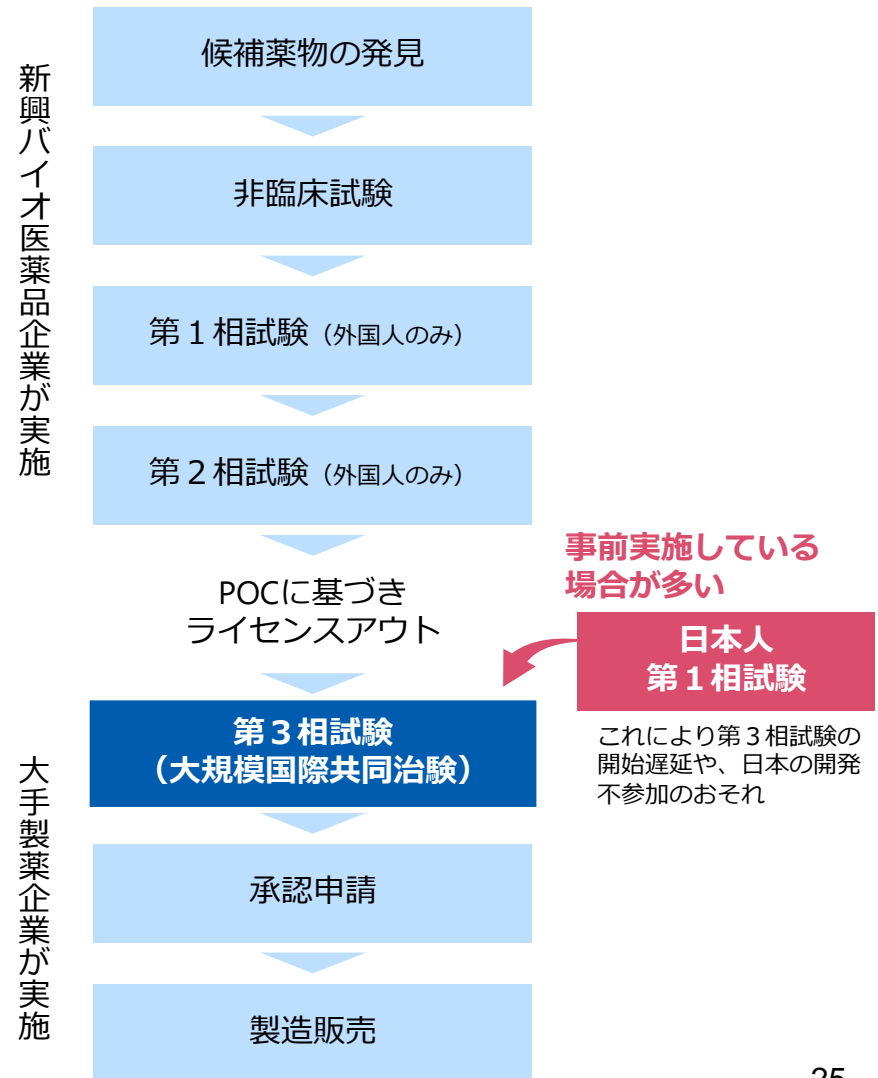 新興バイオ医薬品企業が実施
候補薬物の発見
非臨床試験
第1相試験（外国人のみ）
第2相試験（外国人のみ）
POCに基づき
ライセンスアウト
事前実施している
場合が多い
日本人
第1相試験
これにより第3相試験の
開始遅延や、日本の開発
不参加のおそれ
大手製薬企業が実施
第3相試験
（大規模国際共同治験）
承認申請
製造販売